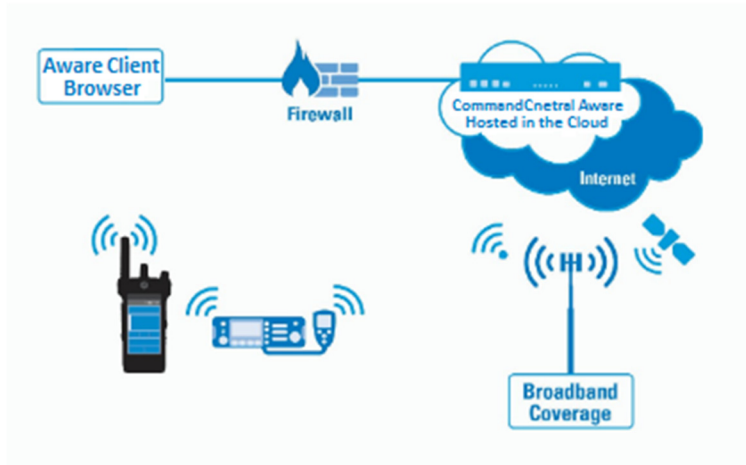 Aware Client
Browser
Firewall
CommandCnetral Aware
Hosted in the Cloud
Internet
Broadband
Coverage